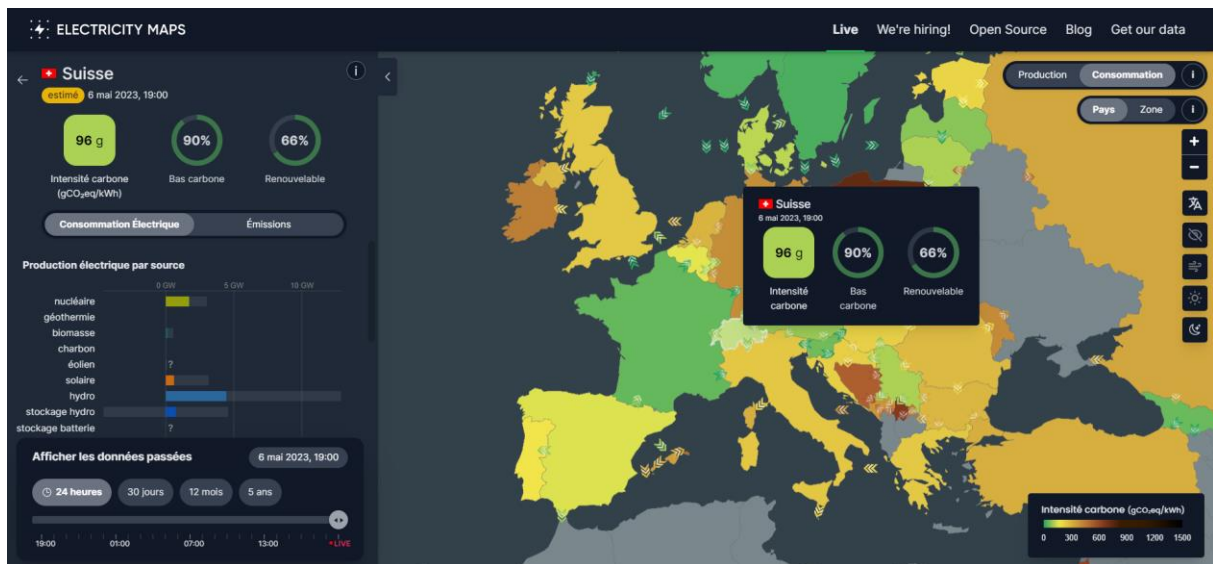 ELECTRICITY MAPS
Live We're hiring! Open Source Blog Get our data
Suisse
estimé 6 mai 2023, 19:00
i
96 g
90%
66%
Intensité carbone
(gCO₂eq/kWh)
Bas carbone
Renouvelable
Consommation Électrique Émissions
Production électrique par source
0 GW 5 GW 10 GW
nucléaire
géothermie
biomasse
charbon
éolien ?
solaire
hydro
stockage hydro
stockage batterie ?
Afficher les données passées 6 mai 2023, 19:00
24 heures 30 jours 12 mois 5 ans
19:00 01:00 07:00 13:00 LIVE
Production Consommation i
Pays Zone i
+
−
文A
Suisse
6 mai 2023, 19:00
96 g
90%
66%
Intensité
carbone
Bas
carbone
Renouvelable
Intensité carbone (gCO₂eq/kWh)
0 300 600 900 1200 1500